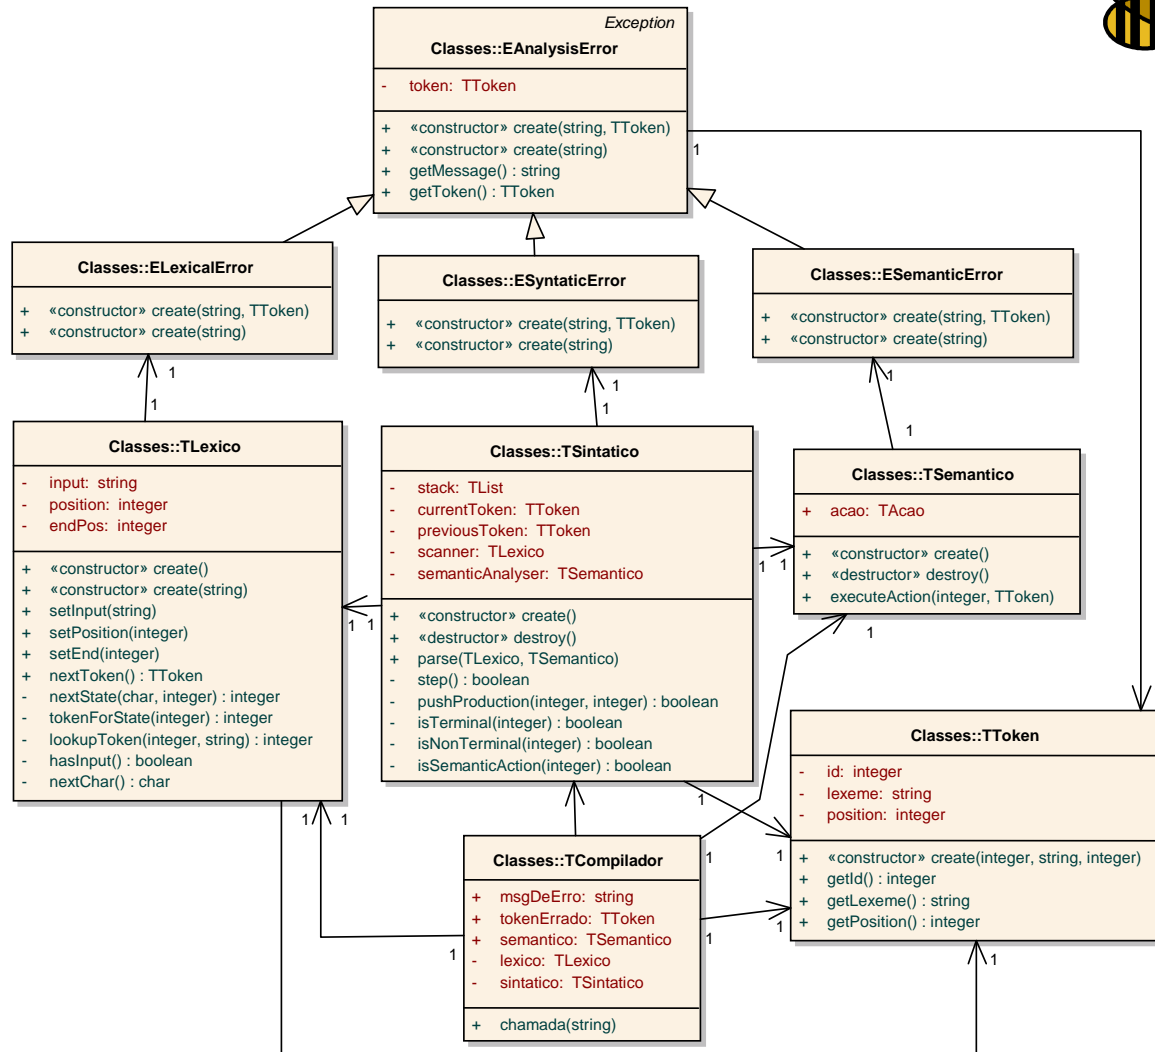 Exception
Classes::EAnalysisError
- token: TToken
+ «constructor» create(string, TToken)
+ «constructor» create(string)
+ getMessage() : string
+ getToken() : TToken
1
Classes::ELexicalError
+ «constructor» create(string, TToken)
+ «constructor» create(string)
Classes::ESyntaticError
+ «constructor» create(string, TToken)
+ «constructor» create(string)
Classes::ESemanticError
+ «constructor» create(string, TToken)
+ «constructor» create(string)
1
1
1
1
1
1
Classes::TLexico
- input: string
- position: integer
- endPos: integer
+ «constructor» create()
+ «constructor» create(string)
+ setInput(string)
+ setPosition(integer)
+ setEnd(integer)
+ nextToken() : TToken
- nextState(char, integer) : integer
- tokenForState(integer) : integer
- lookupToken(integer, string) : integer
- hasInput() : boolean
- nextChar() : char
1
1
Classes::TSintatico
- stack: TList
- currentToken: TToken
- previousToken: TToken
- scanner: TLexico
- semanticAnalyser: TSemantico
+ «constructor» create()
+ «destructor» destroy()
+ parse(TLexico, TSemantico)
- step() : boolean
- pushProduction(integer, integer) : boolean
- isTerminal(integer) : boolean
- isNonTerminal(integer) : boolean
- isSemanticAction(integer) : boolean
1
1
Classes::TSemantico
+ acao: TAcao
+ «constructor» create()
+ «destructor» destroy()
+ executeAction(integer, TToken)
1
Classes::TToken
- id: integer
- lexeme: string
- position: integer
+ «constructor» create(integer, string, integer)
+ getId() : integer
+ getLexeme() : string
+ getPosition() : integer
1
1
1
1
1
1
1
Classes::TCompilador
+ msgDeErro: string
+ tokenErrado: TToken
+ semantico: TSemantico
- lexico: TLexico
- sintatico: TSintatico
+ chamada(string)
1
1
1